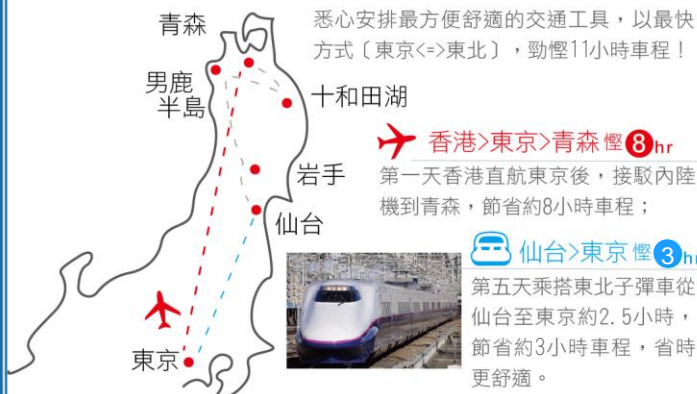 悉心安排最方便舒適的交通工具，以最快
方式〔東京<=>東北〕，勁慳11小時車程！
青森
男鹿
半島
十和田湖
岩手
仙台
東京
香港>東京>青森慳8hr
第一天香港直航東京後，接駁內陸
機到青森，節省約8小時車程；
仙台>東京慳3hr
第五天乘搭東北子彈車從
仙台至東京約2.5小時，
節省約3小時車程，省時
更舒適。